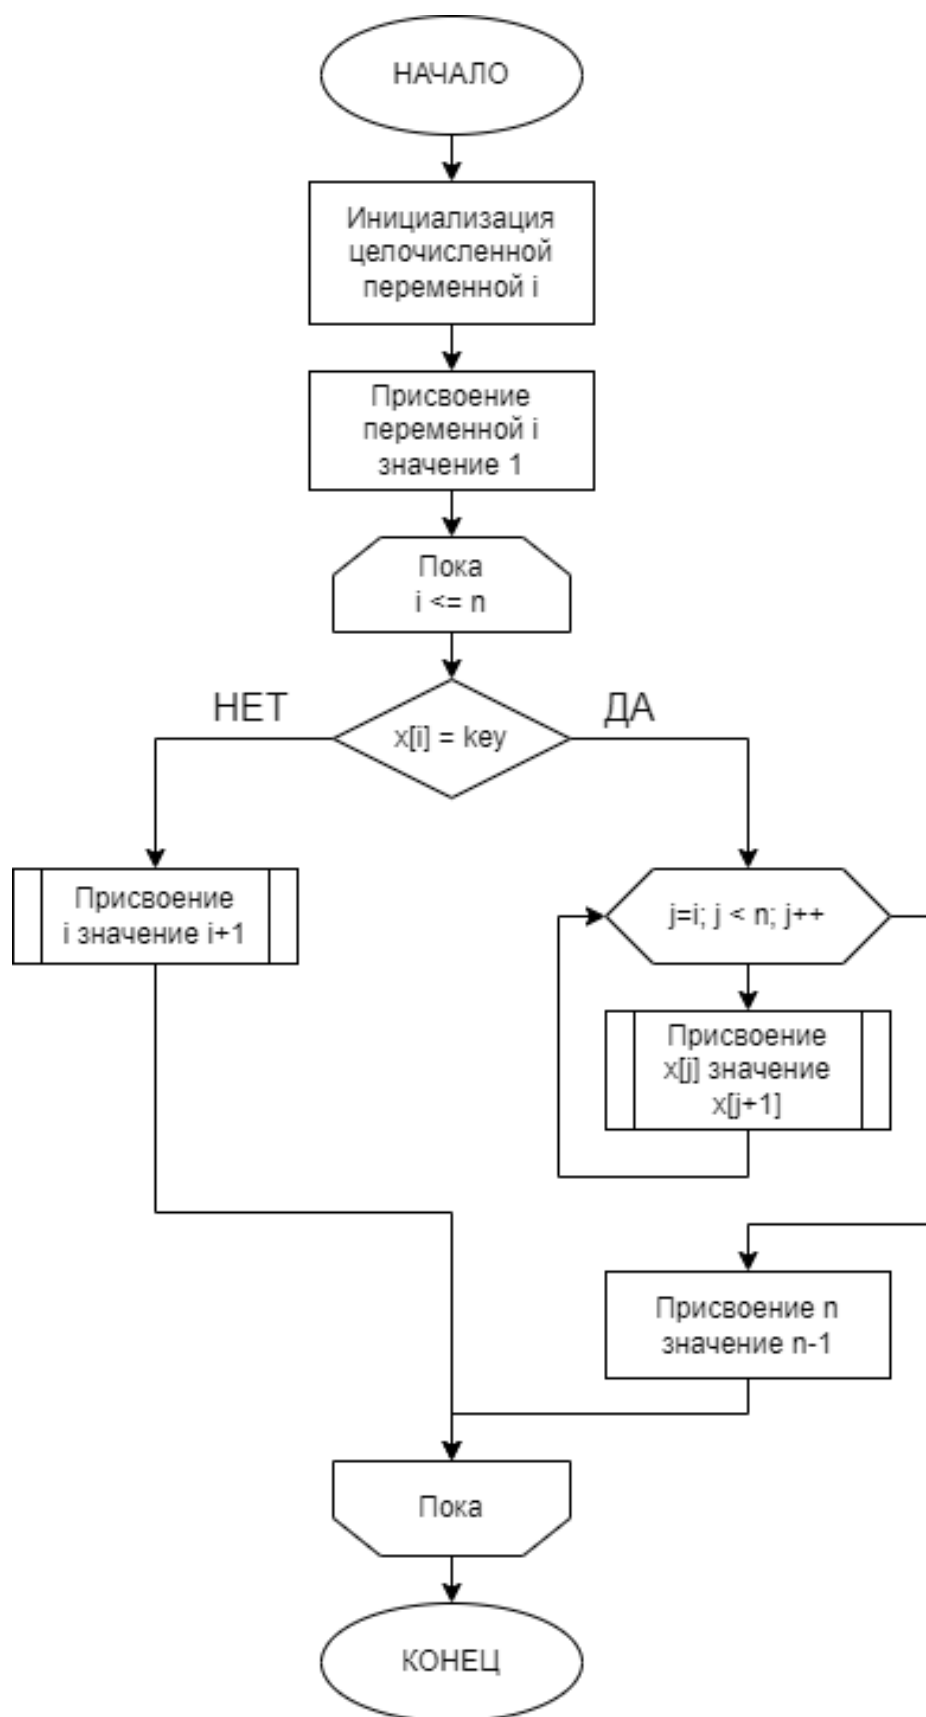 НАЧАЛО
Инициализация
целочисленной
переменной i
Присвоение
переменной i
значение 1
Пока
i <= n
НЕТ
ДА
x[i] = key
Присвоение
i значение i+1
j=i; j < n; j++
Присвоение
x[j] значение
x[j+1]
Присвоение n
значение n-1
Пока
КОНЕЦ